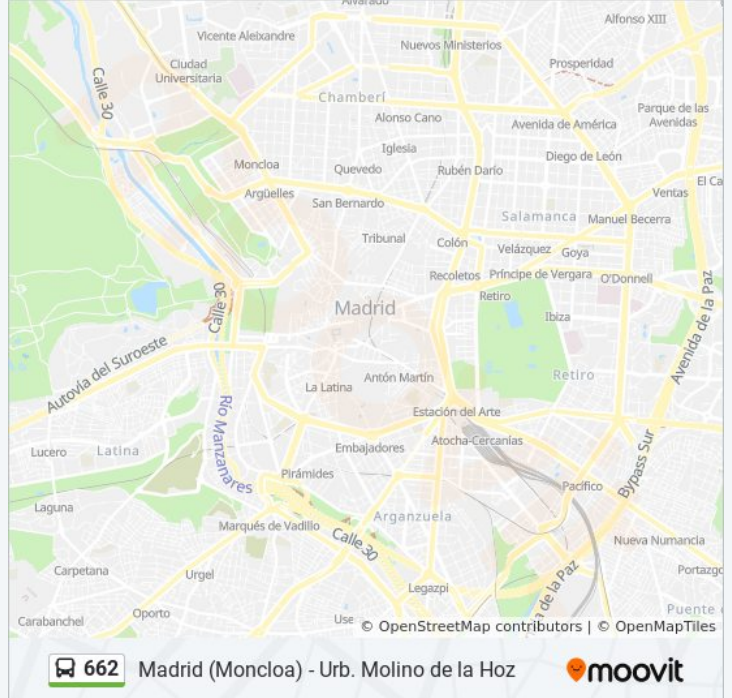 Alvarado
Alfonso XIII
Vicente Aleixandre
Nuevos Ministerios
Ciudad
Universitaria
Prosperidad
Calle 30
Chamberí
Parque de las
Avenidas
Alonso Cano
Avenida de América
Iglesia
Diego de León
Moncloa
Quevedo
Rubén Darío
El Ca
Argüelles
San Bernardo
Ventas
Salamanca
Manuel Becerra
Tribunal
Colón
Velázquez
Goya
Recoletos
Príncipe de Vergara
O'Donnell
Calle 30
Madrid
Retiro
Ibiza
Avenida de la Paz
Autovía del Suroeste
La Latina
Antón Martín
Retiro
Estación del Arte
Río Manzanares
Embajadores
Atocha-Cercanías
Lucero
Latina
Bypass Sur
Pirámides
Pacífico
Laguna
Arganzuela
Marqués de Vadillo
Calle 30
Nueva Numancia
Carpetana
Urgel
Legazpi
a de la Paz
Portazgo
Carabanchel
Oporto
Use
Puente
© OpenStreetMap contributors | © OpenMapTiles
662 Madrid (Moncloa) - Urb. Molino de la Hoz moovit